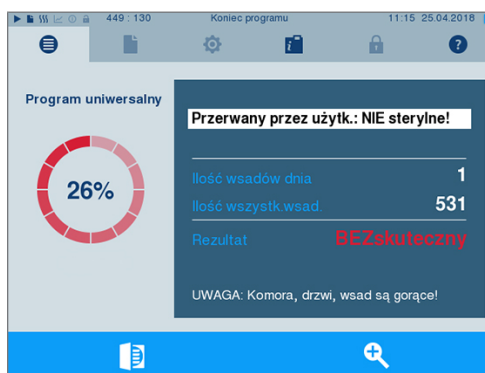 449 : 130
Koniec programu
11:15 25.04.2018
i
?
Program uniwersalny
26%
Przerwany przez użytk.: NIE sterylne!
Ilość wsadów dnia 1
Ilość wszystk.wsad. 531
Rezultat BEZskuteczny
UWAGA: Komora, drzwi, wsad są gorące!